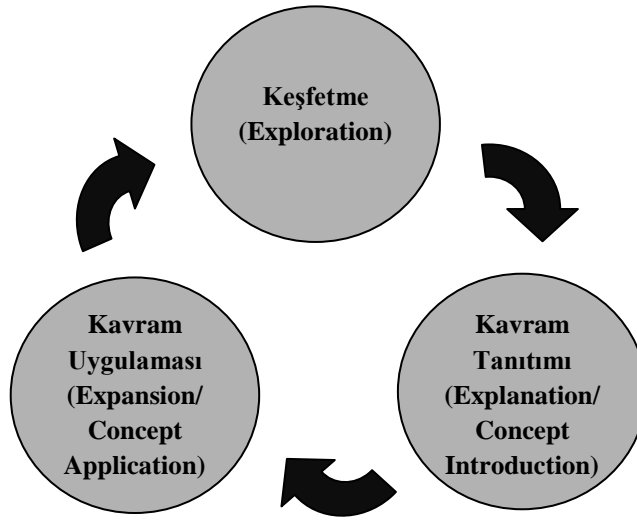 Keşfetme
(Exploration)
Kavram
Uygulaması
(Expansion/
Concept
Application)
Kavram
Tanıtımı
(Explanation/
Concept
Introduction)